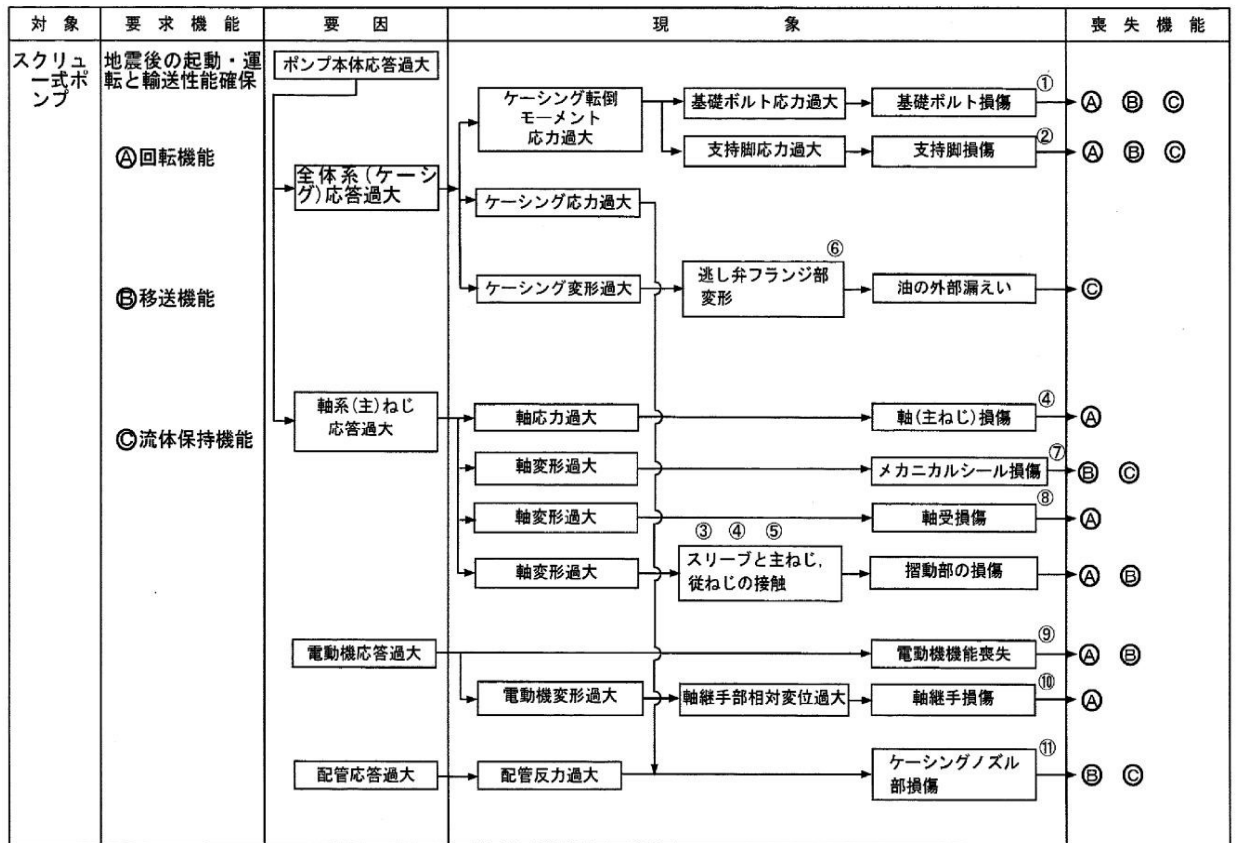 対象
要求機能
要因
現象
喪失機能
スクリュ
ー式ポ
ンプ
地震後の起動・運
転と輸送性能確保
Ⓐ回転機能
Ⓑ移送機能
Ⓒ流体保持機能
ポンプ本体応答過大
全体系(ケーシ
グ)応答過大
ケーシング転倒
モーメント
応力過大
基礎ボルト応力過大
①
基礎ボルト損傷
Ⓐ Ⓑ Ⓒ
支持脚応力過大
②
支持脚損傷
Ⓐ Ⓑ Ⓒ
ケーシング応力過大
ケーシング変形過大
⑥
逃し弁フランジ部
変形
油の外部漏えい
Ⓒ
軸系(主)ねじ
応答過大
軸応力過大
④
軸(主ねじ)損傷
Ⓐ
軸変形過大
⑦
メカニカルシール損傷
Ⓑ Ⓒ
軸変形過大
⑧
軸受損傷
Ⓐ
軸変形過大
③ ④ ⑤
スリーブと主ねじ,
従ねじの接触
摺動部の損傷
Ⓐ Ⓑ
電動機応答過大
⑨
電動機機能喪失
Ⓐ Ⓑ
電動機変形過大
軸継手部相対変位過大
⑩
軸継手損傷
Ⓐ
配管応答過大
配管反力過大
⑪
ケーシングノズル
部損傷
Ⓑ Ⓒ